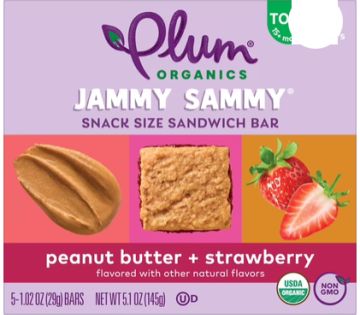 Plum®
ORGANICS
JAMMY SAMMY®
SNACK SIZE SANDWICH BAR
peanut butter + strawberry
flavored with other natural flavors
5-1.02 OZ (29g) BARS NET WT 5.1 OZ (145g) U D
USDA
ORGANIC
NON
GMO